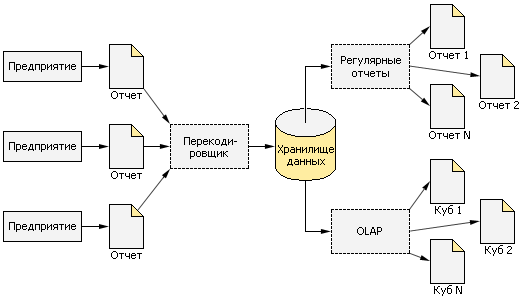 Предприятие
Отчет
Предприятие
Отчет
Предприятие
Отчет
Перекоди-
ровщик
Хранилище
данных
Регулярные
отчеты
Отчет 1
Отчет 2
Отчет N
OLAP
Куб 1
Куб 2
Куб N